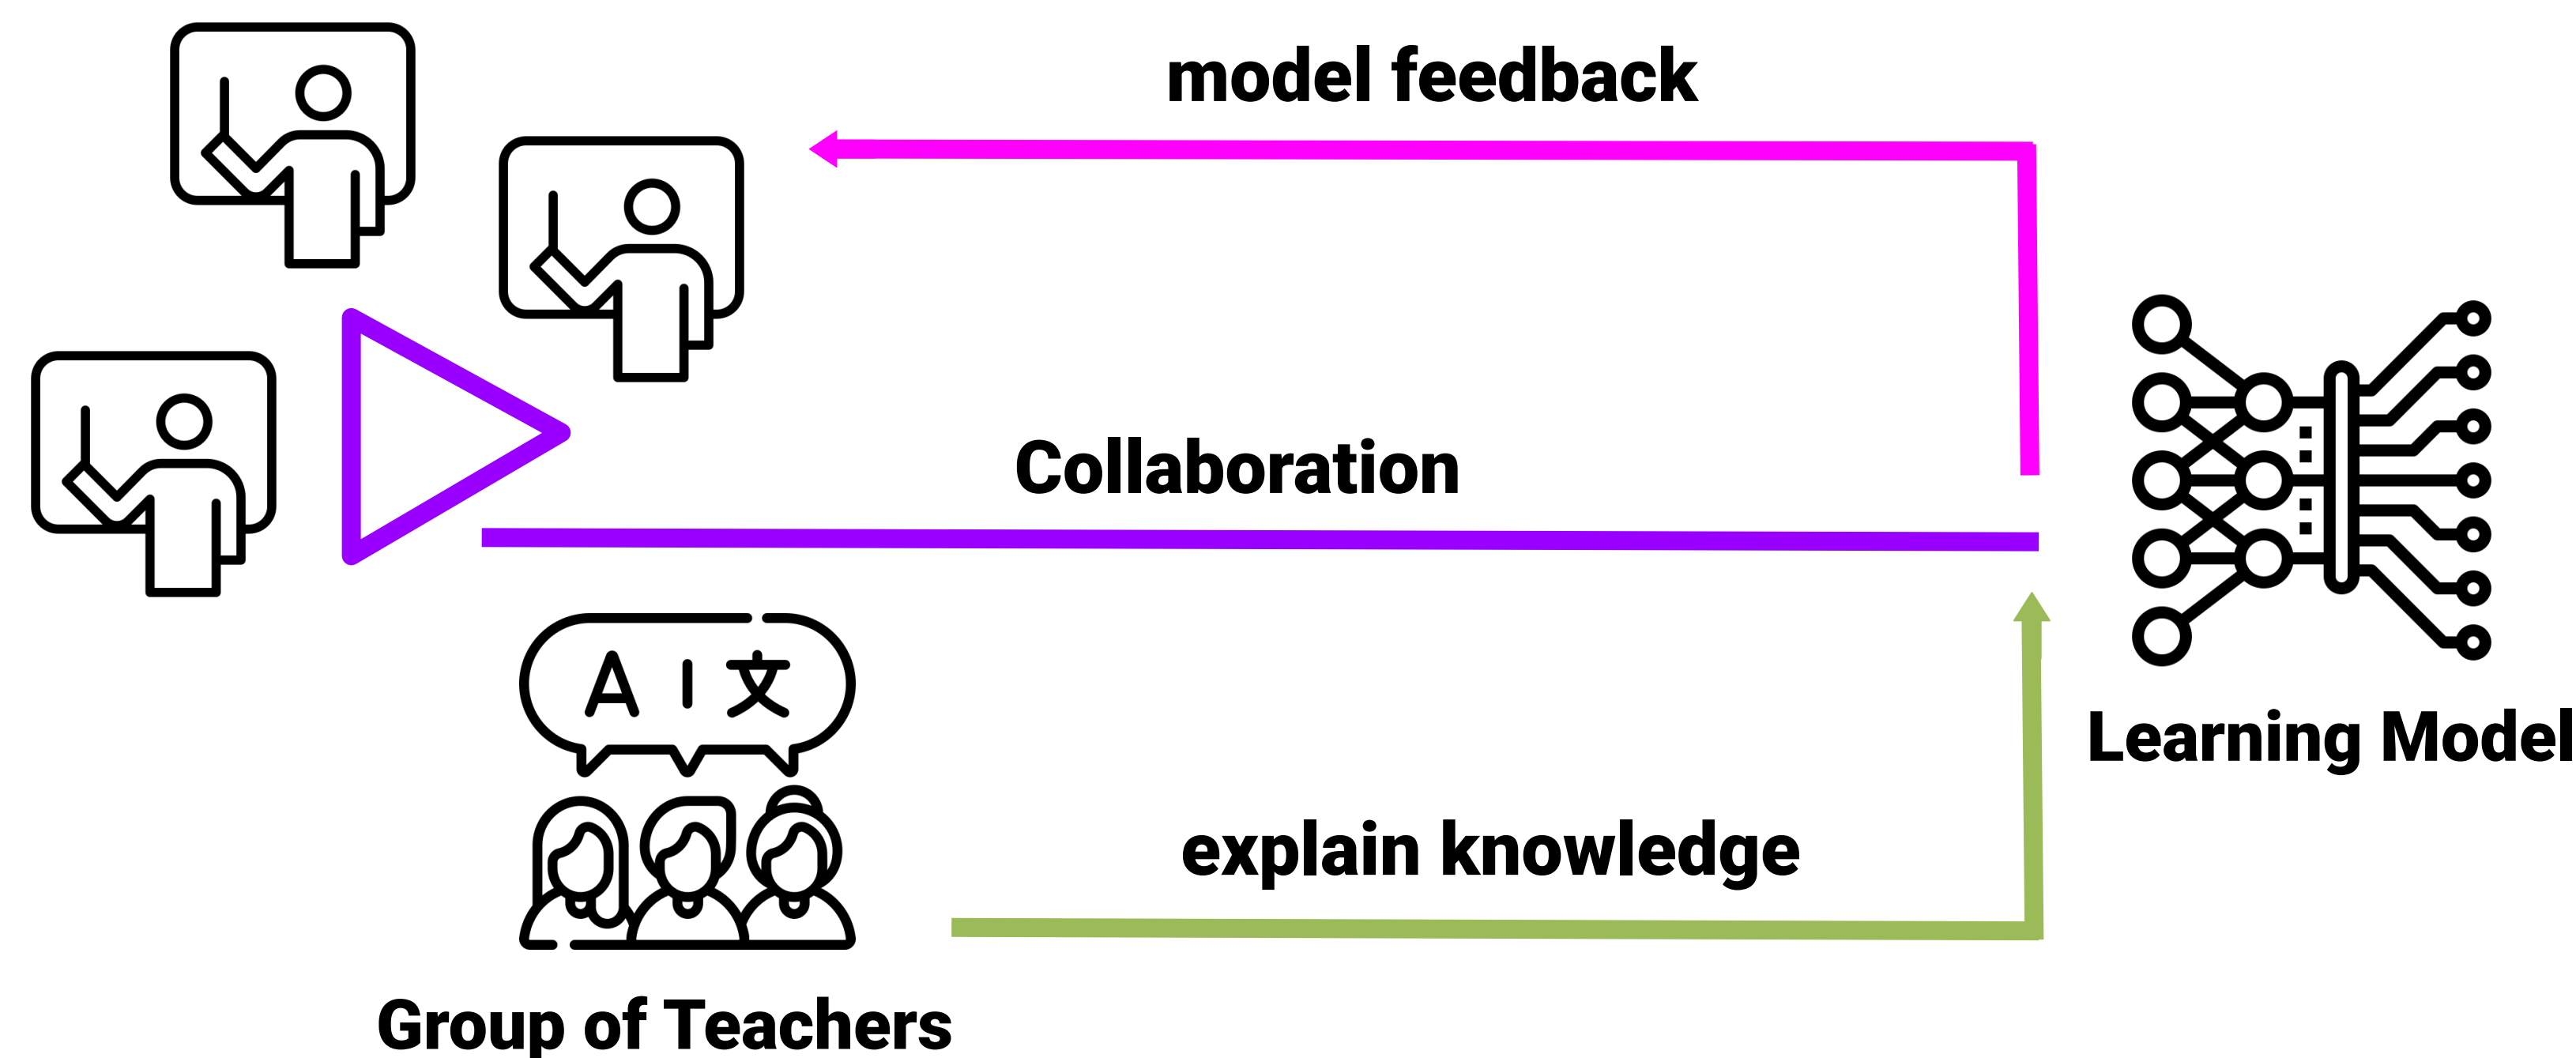 model feedback
Collaboration
A 文
Learning Model
explain knowledge
Group of Teachers